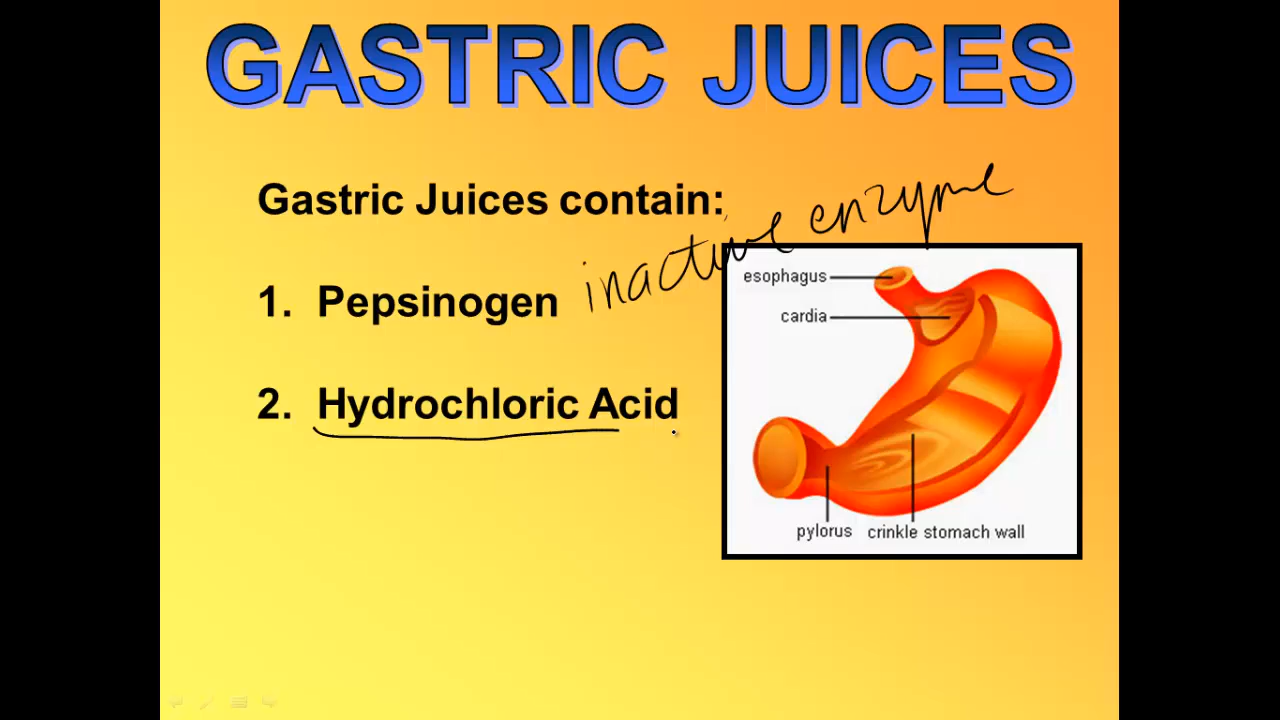 GASTRIC JUICES
Gastric Juices contain:
inactive enzyme
1. Pepsinogen
2. Hydrochloric Acid
esophagus
cardia
pylorus
crinkle stomach wall